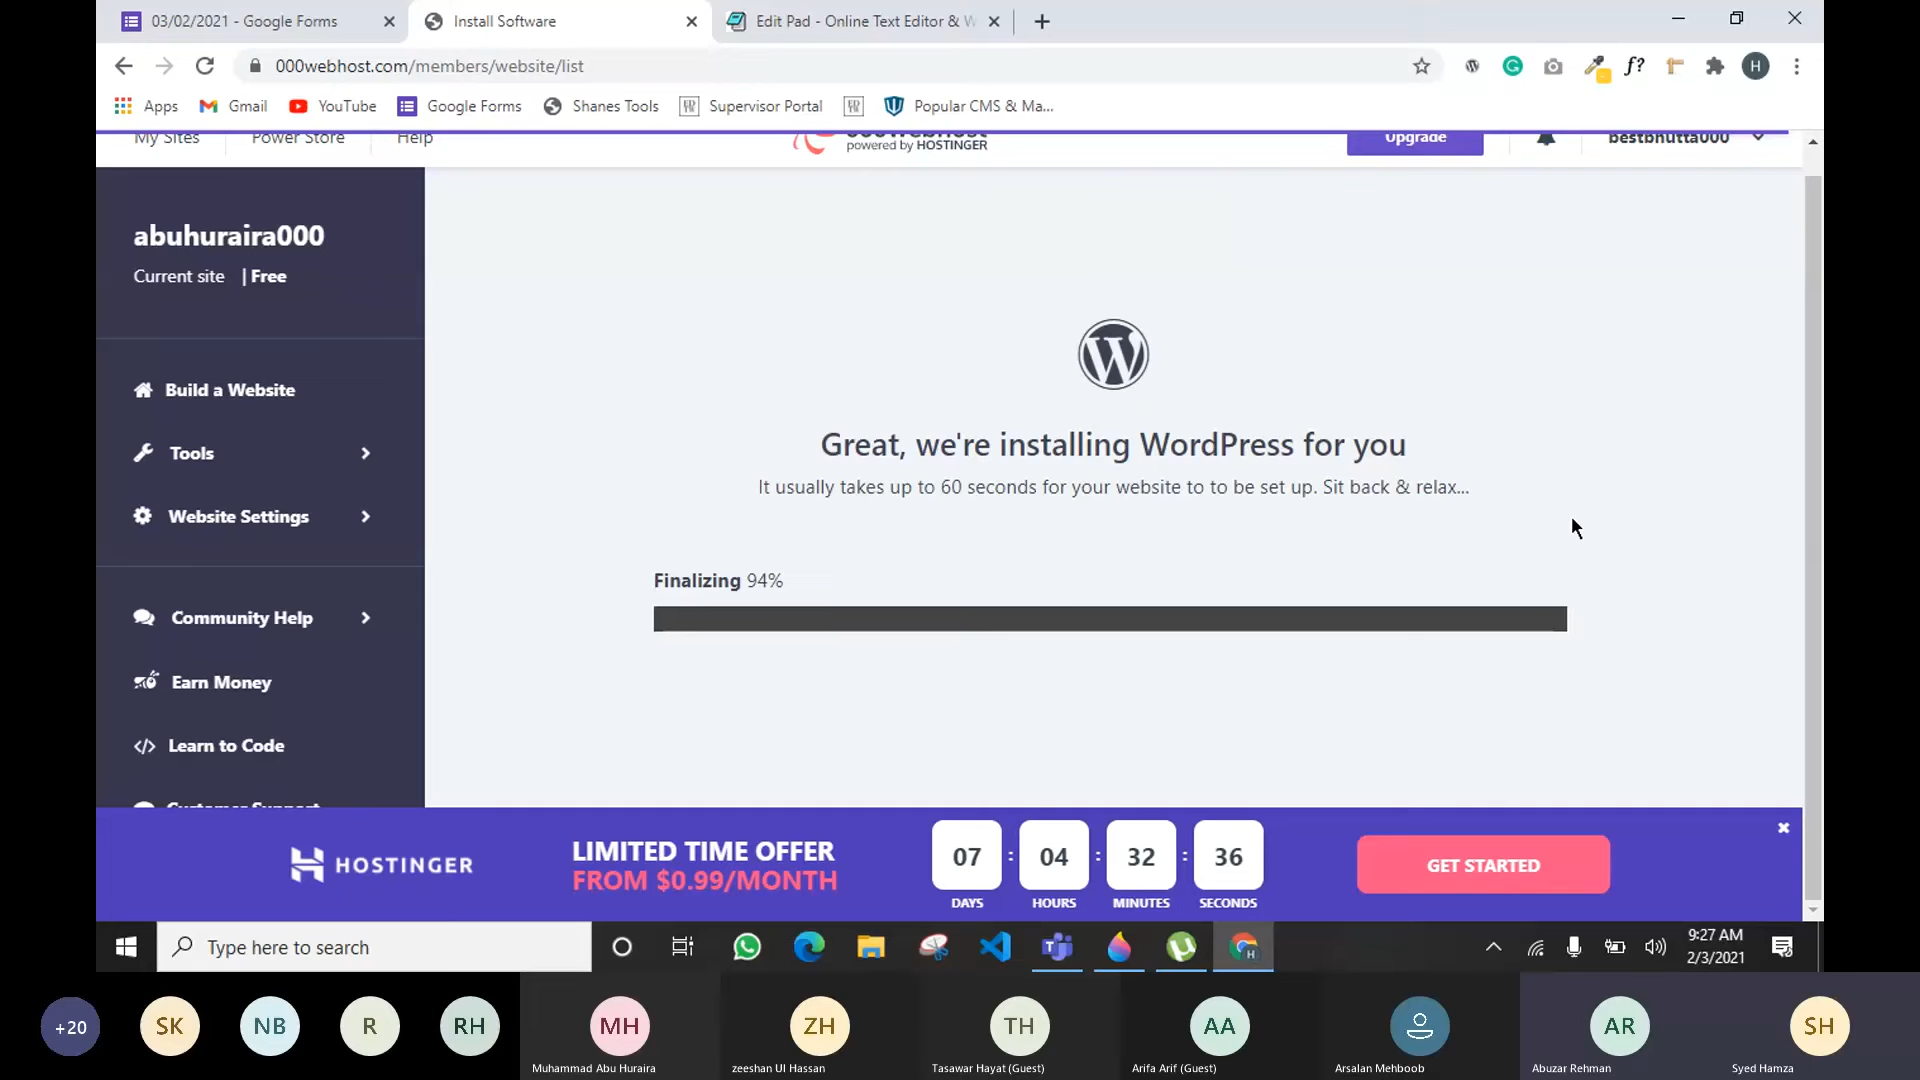 03/02/2021 - Google Forms
Install Software
Edit Pad - Online Text Editor & W
000webhost.com/members/website/list
f?
H
Apps
Gmail
YouTube
Google Forms
Shanes Tools
Supervisor Portal
Popular CMS & Ma...
My Sites
Power Store
Help
000webhost
powered by HOSTINGER
Upgrade
bestbhutta000
abuhuraira000
Current site | Free
Build a Website
Tools
Website Settings
Community Help
Earn Money
Learn to Code
Customer Support
Great, we're installing WordPress for you
It usually takes up to 60 seconds for your website to to be set up. Sit back & relax...
Finalizing 94%
HOSTINGER
LIMITED TIME OFFER
FROM $0.99/MONTH
07 : 04 : 32 : 36
DAYS HOURS MINUTES SECONDS
GET STARTED
Type here to search
9:27 AM
2/3/2021
+20
SK
NB
R
RH
MH
ZH
TH
AA
AR
SH
Muhammad Abu Huraira
zeeshan Ul Hassan
Tasawar Hayat (Guest)
Arifa Arif (Guest)
Arsalan Mehboob
Abuzar Rehman
Syed Hamza